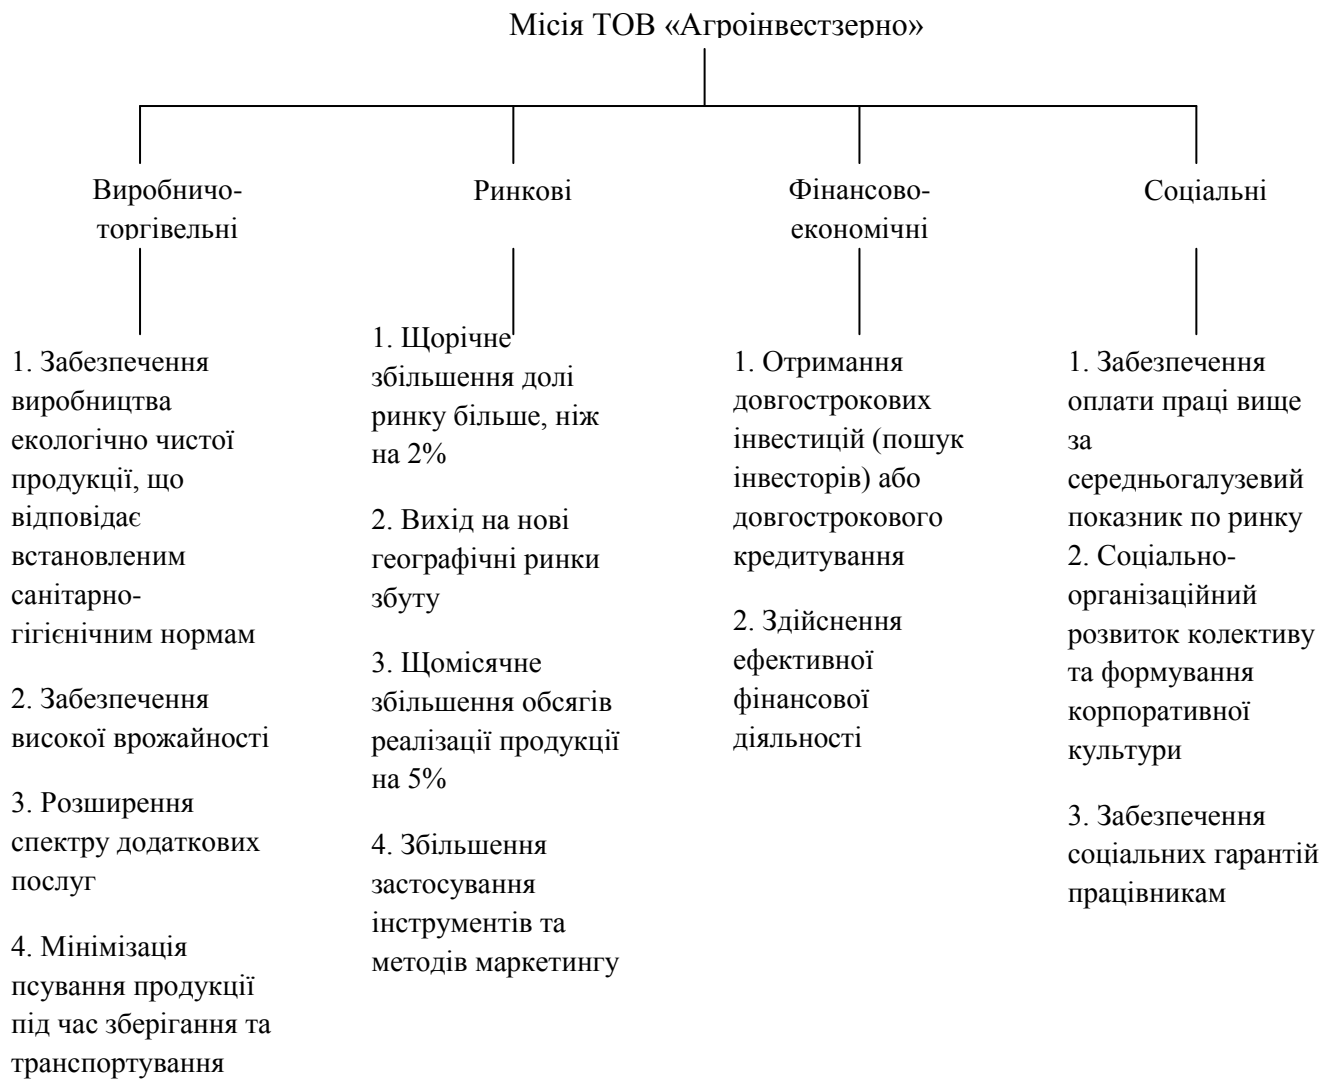 Місія ТОВ «Агроінвестзерно»
Виробничо-
торгівельні
Ринкові
Фінансово-
економічні
Соціальні
1. Забезпечення
виробництва
екологічно чистої
продукції, що
відповідає
встановленим
санітарно-
гігієнічним нормам
2. Забезпечення
високої врожайності
3. Розширення
спектру додаткових
послуг
4. Мінімізація
псування продукції
під час зберігання та
транспортування
1. Щорічне
збільшення долі
ринку більше, ніж
на 2%
2. Вихід на нові
географічні ринки
збуту
3. Щомісячне
збільшення обсягів
реалізації продукції
на 5%
4. Збільшення
застосування
інструментів та
методів маркетингу
1. Отримання
довгострокових
інвестицій (пошук
інвесторів) або
довгострокового
кредитування
2. Здійснення
ефективної
фінансової
діяльності
1. Забезпечення
оплати праці вище
за
середньогалузевий
показник по ринку
2. Соціально-
організаційний
розвиток колективу
та формування
корпоративної
культури
3. Забезпечення
соціальних гарантій
працівникам